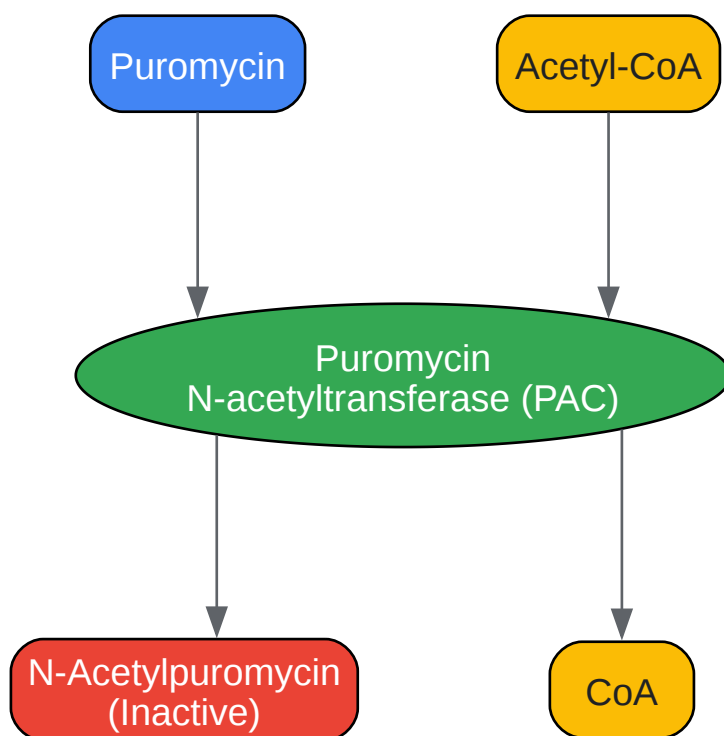 Puromycin
Acetyl-CoA
Puromycin
N-acetyltransferase (PAC)
N-Acetylpuromycin
(Inactive)
CoA